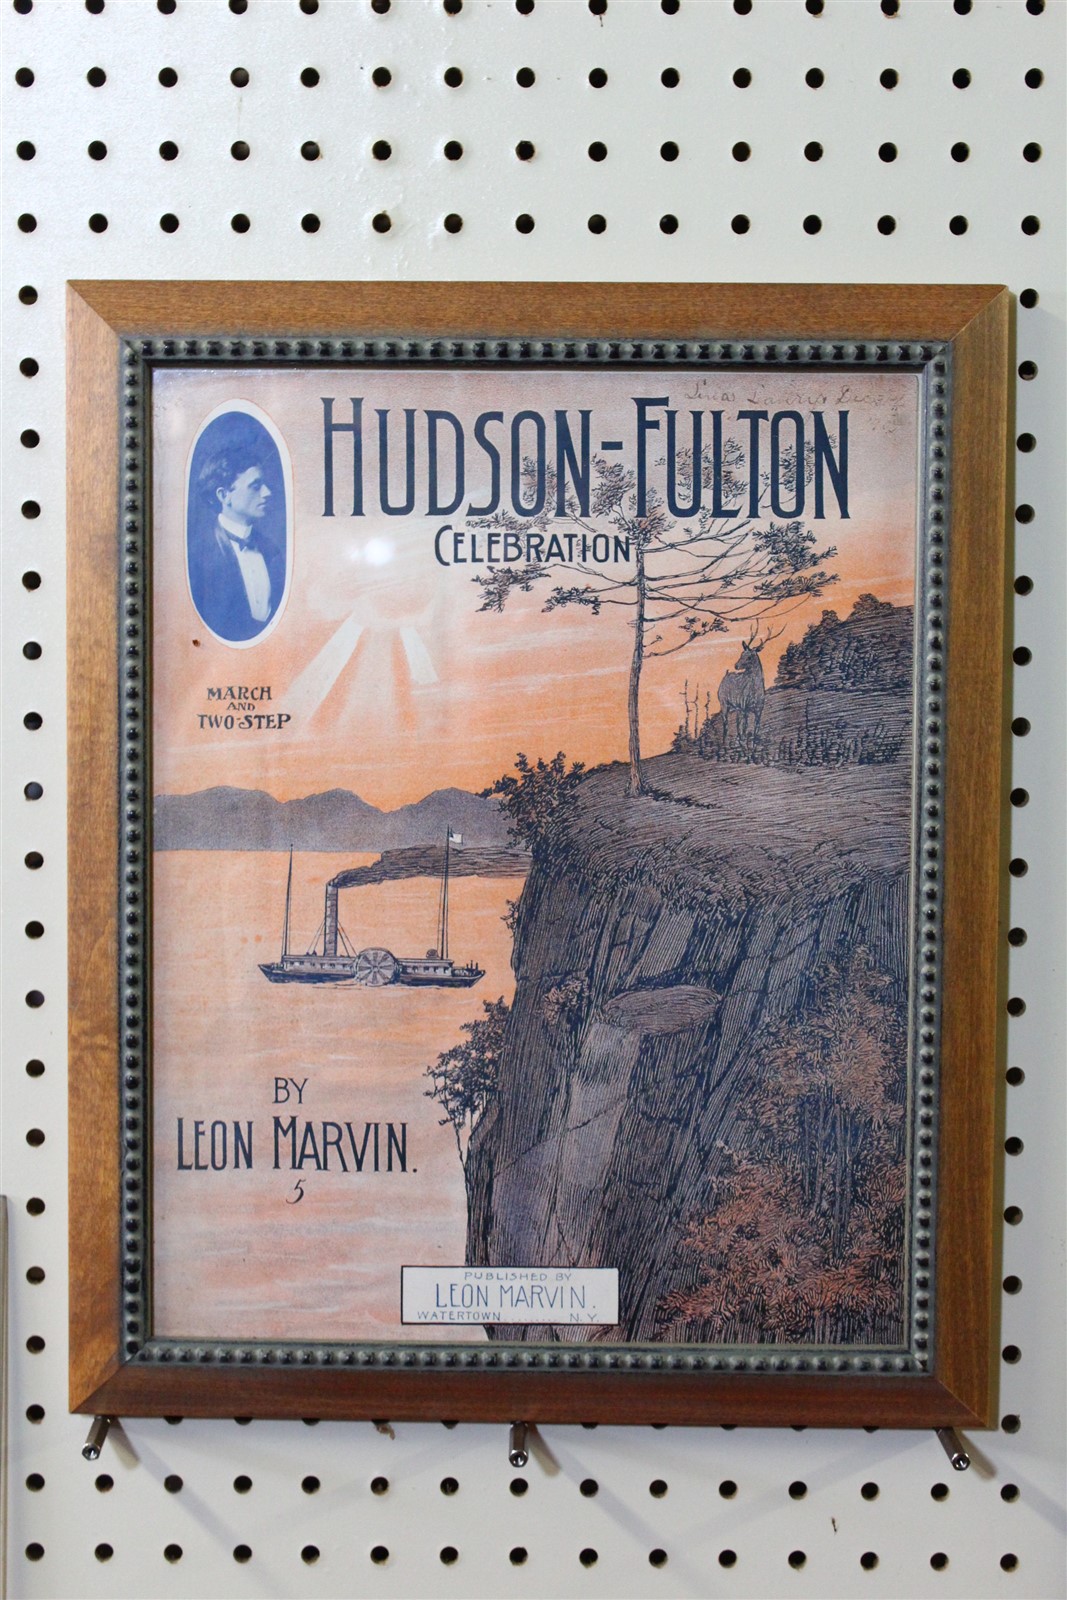 HUDSON-FULTON
CELEBRATION
MARCH
AND
TWO-STEP
BY
LEON MARVIN.
5
PUBLISHED BY
LEON MARVIN.
WATERTOWN......... N.Y.